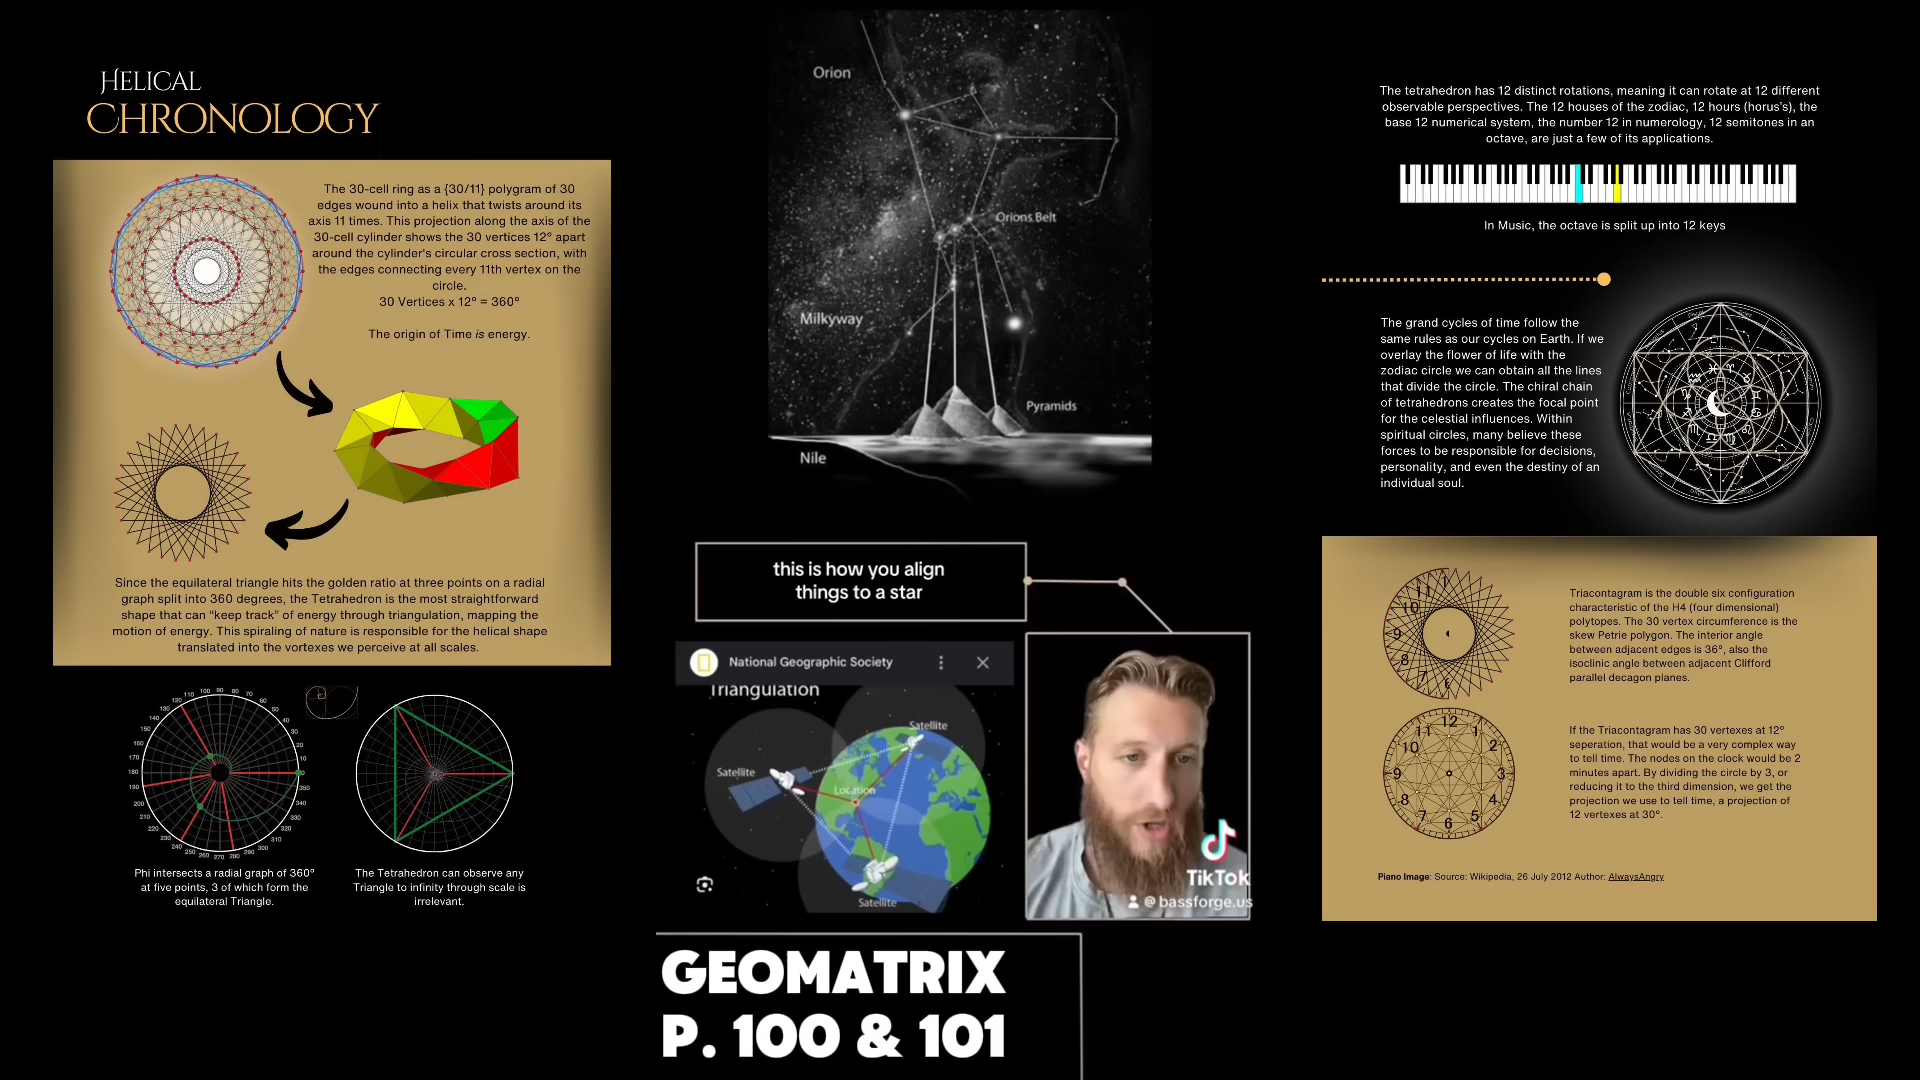 HELICAL
CHRONOLOGY
The 30-cell ring as a {30/11} polygram of 30
edges wound into a helix that twists around its
axis 11 times. This projection along the axis of the
30-cell cylinder shows the 30 vertices 12° apart
around the cylinder's circular cross section, with
the edges connecting every 11th vertex on the
circle.
30 Vertices x 12° = 360°
The origin of Time is energy.
Since the equilateral triangle hits the golden ratio at three points on a radial
graph split into 360 degrees, the Tetrahedron is the most straightforward
shape that can “keep track” of energy through triangulation, mapping the
motion of energy. This spiraling of nature is responsible for the helical shape
translated into the vortexes we perceive at all scales.
Phi intersects a radial graph of 360°
at five points, 3 of which form the
equilateral Triangle.
The Tetrahedron can observe any
Triangle to infinity through scale is
irrelevant.
Orion
Orions Belt
Milkyway
Pyramids
Nile
this is how you align
things to a star
National Geographic Society
Triangulation
Satellite
Satellite
Location
Satellite
TikTok
@bassforge.us
GEOMATRIX
P. 100 & 101
The tetrahedron has 12 distinct rotations, meaning it can rotate at 12 different
observable perspectives. The 12 houses of the zodiac, 12 hours (horus's), the
base 12 numerical system, the number 12 in numerology, 12 semitones in an
octave, are just a few of its applications.
In Music, the octave is split up into 12 keys
The grand cycles of time follow the
same rules as our cycles on Earth. If we
overlay the flower of life with the
zodiac circle we can obtain all the lines
that divide the circle. The chiral chain
of tetrahedrons creates the focal point
for the celestial influences. Within
spiritual circles, many believe these
forces to be responsible for decisions,
personality, and even the destiny of an
individual soul.
Triacontagram is the double six configuration
characteristic of the H4 (four dimensional)
polytopes. The 30 vertex circumference is the
skew Petrie polygon. The interior angle
between adjacent edges is 36°, also the
isoclinic angle between adjacent Clifford
parallel decagon planes.
If the Triacontagram has 30 vertexes at 12°
seperation, that would be a very complex way
to tell time. The nodes on the clock would be 2
minutes apart. By dividing the circle by 3, or
reducing it to the third dimension, we get the
projection we use to tell time, a projection of
12 vertexes at 30°.
Piano Image: Source: Wikipedia, 26 July 2012 Author: AlwaysAngry